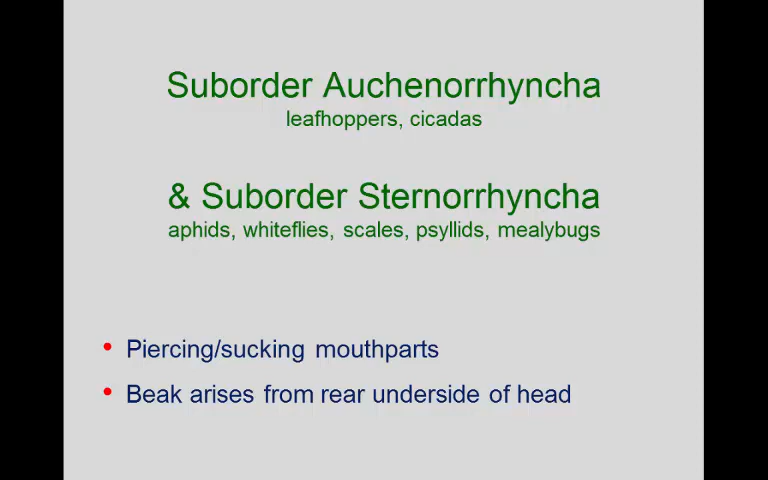 Suborder Auchenorrhyncha
leafhoppers, cicadas
& Suborder Sternorrhyncha
aphids, whiteflies, scales, psyllids, mealybugs
• Piercing/sucking mouthparts
• Beak arises from rear underside of head